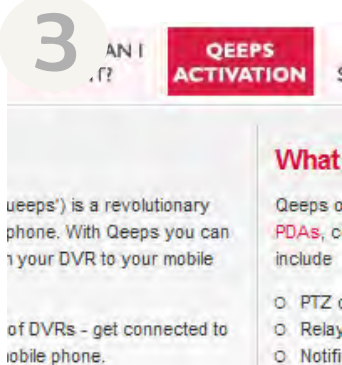 3
AN I QEEPS
T? ACTIVATION
What
ueeps') is a revolutionary Qeeps o
phone. With Qeeps you can PDAs, c
your DVR to your mobile include
PTZ
of DVRs - get connected to Relay
obile phone. Notifi